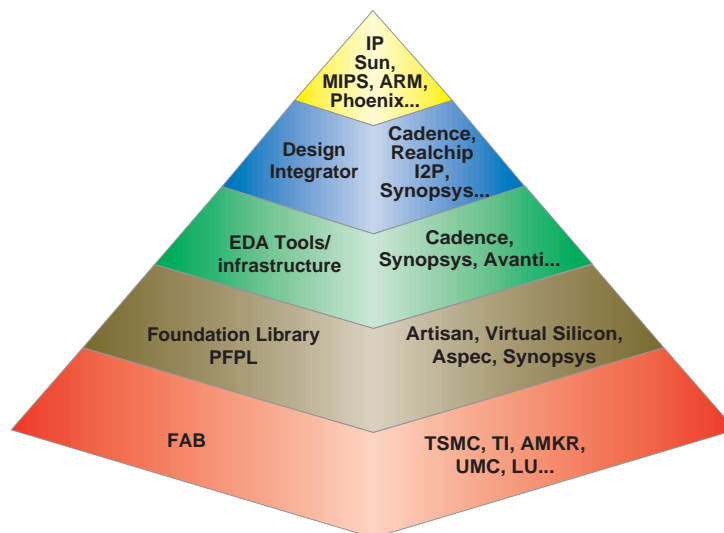 IP
Sun,
MIPS, ARM,
Phoenix...
Design
Integrator
Cadence,
Realchip
I2P,
Synopsys...
EDA Tools/
infrastructure
Cadence,
Synopsys, Avanti...
Foundation Library
PFPL
Artisan, Virtual Silicon,
Aspec, Synopsys
FAB
TSMC, TI, AMKR,
UMC, LU...